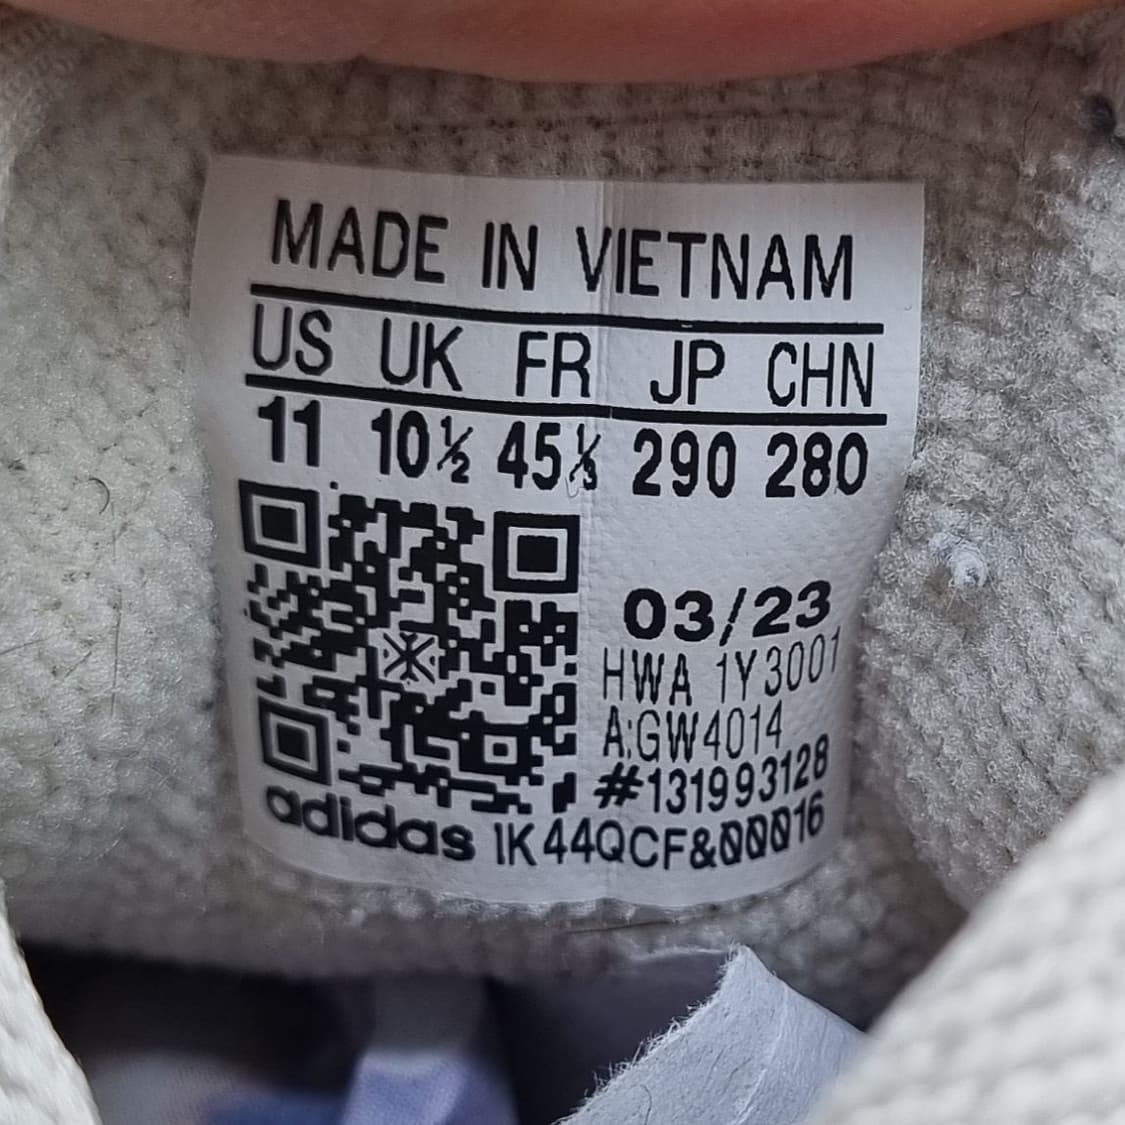 MADE IN VIETNAM
US UK FR JP CHN
11 10½ 45⅓ 290 280
03/23
HWA 1Y3001
A:GW4014
#131993128
adidas 1K44QCF&00016